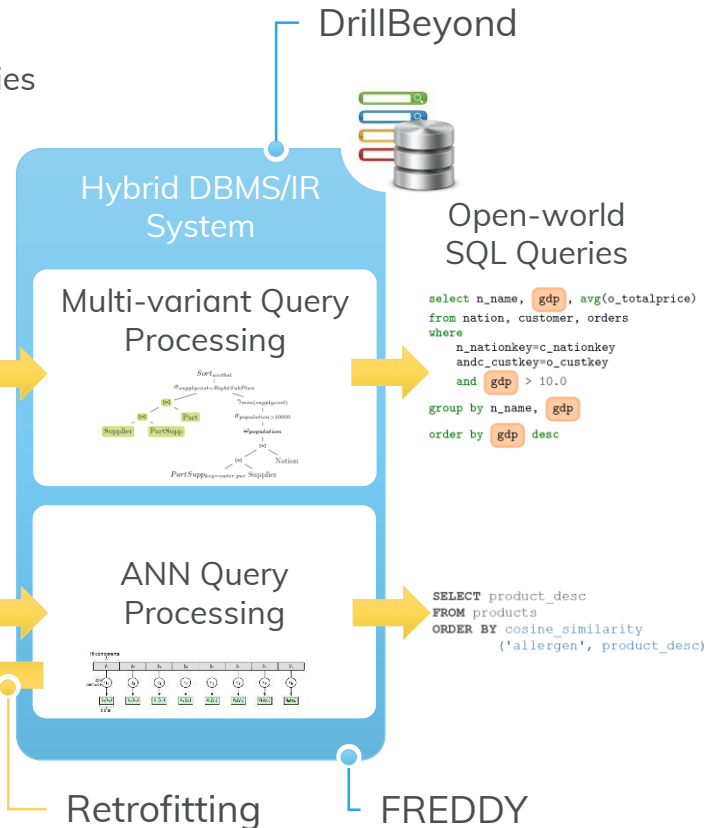 DrillBeyond
ies
Hybrid DBMS/IR
System
Open-world
SQL Queries
Multi-variant Query
Processing
select n_name, gdp, avg(o_totalprice)
from nation, customer, orders
where
n_nationkey=c_nationkey
andc_custkey=o_custkey
and gdp > 10.0
group by n_name, gdp
order by gdp desc
Part
Supplier PartSupp
σpopulation>10000
ωpopulation
Nation
Supplier
ANN Query
Processing
SELECT product_desc
FROM products
ORDER BY cosine_similarity
('allergen', product_desc)
Retrofitting
FREDDY